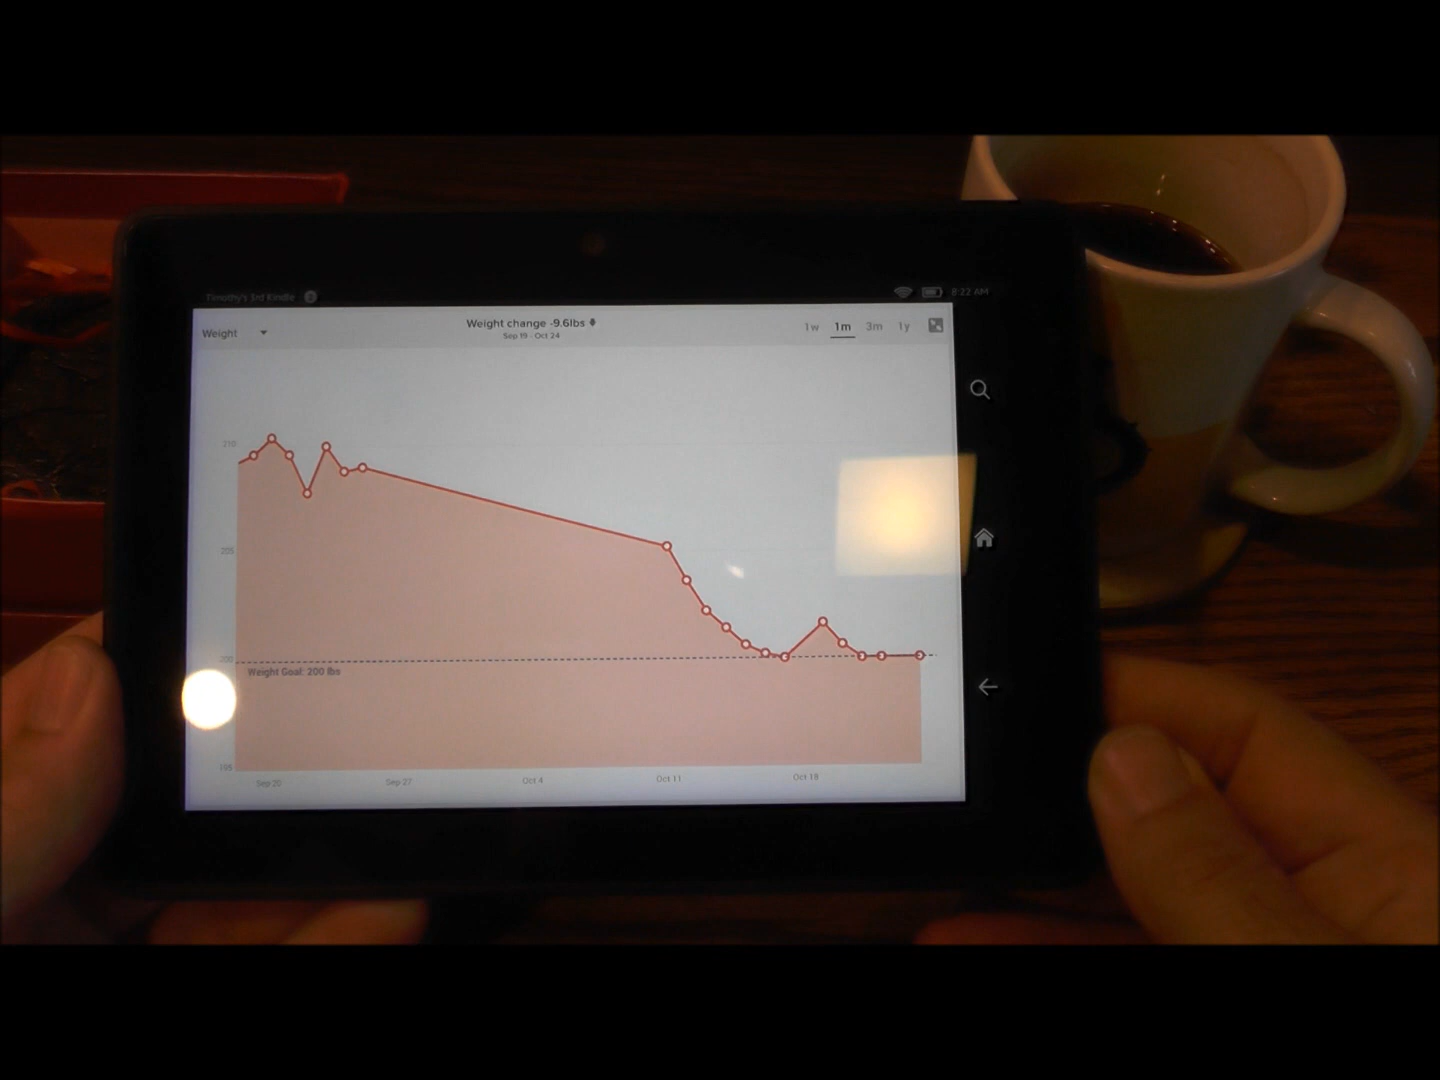 Timothy's 3rd Kindle 2
8:22 AM
Weight
Weight change -9.6lbs
Sep 19 - Oct 24
1w 1m 3m 1y
210
205
200
Weight Goal: 200 lbs
195
Sep 20 Sep 27 Oct 4 Oct 11 Oct 18